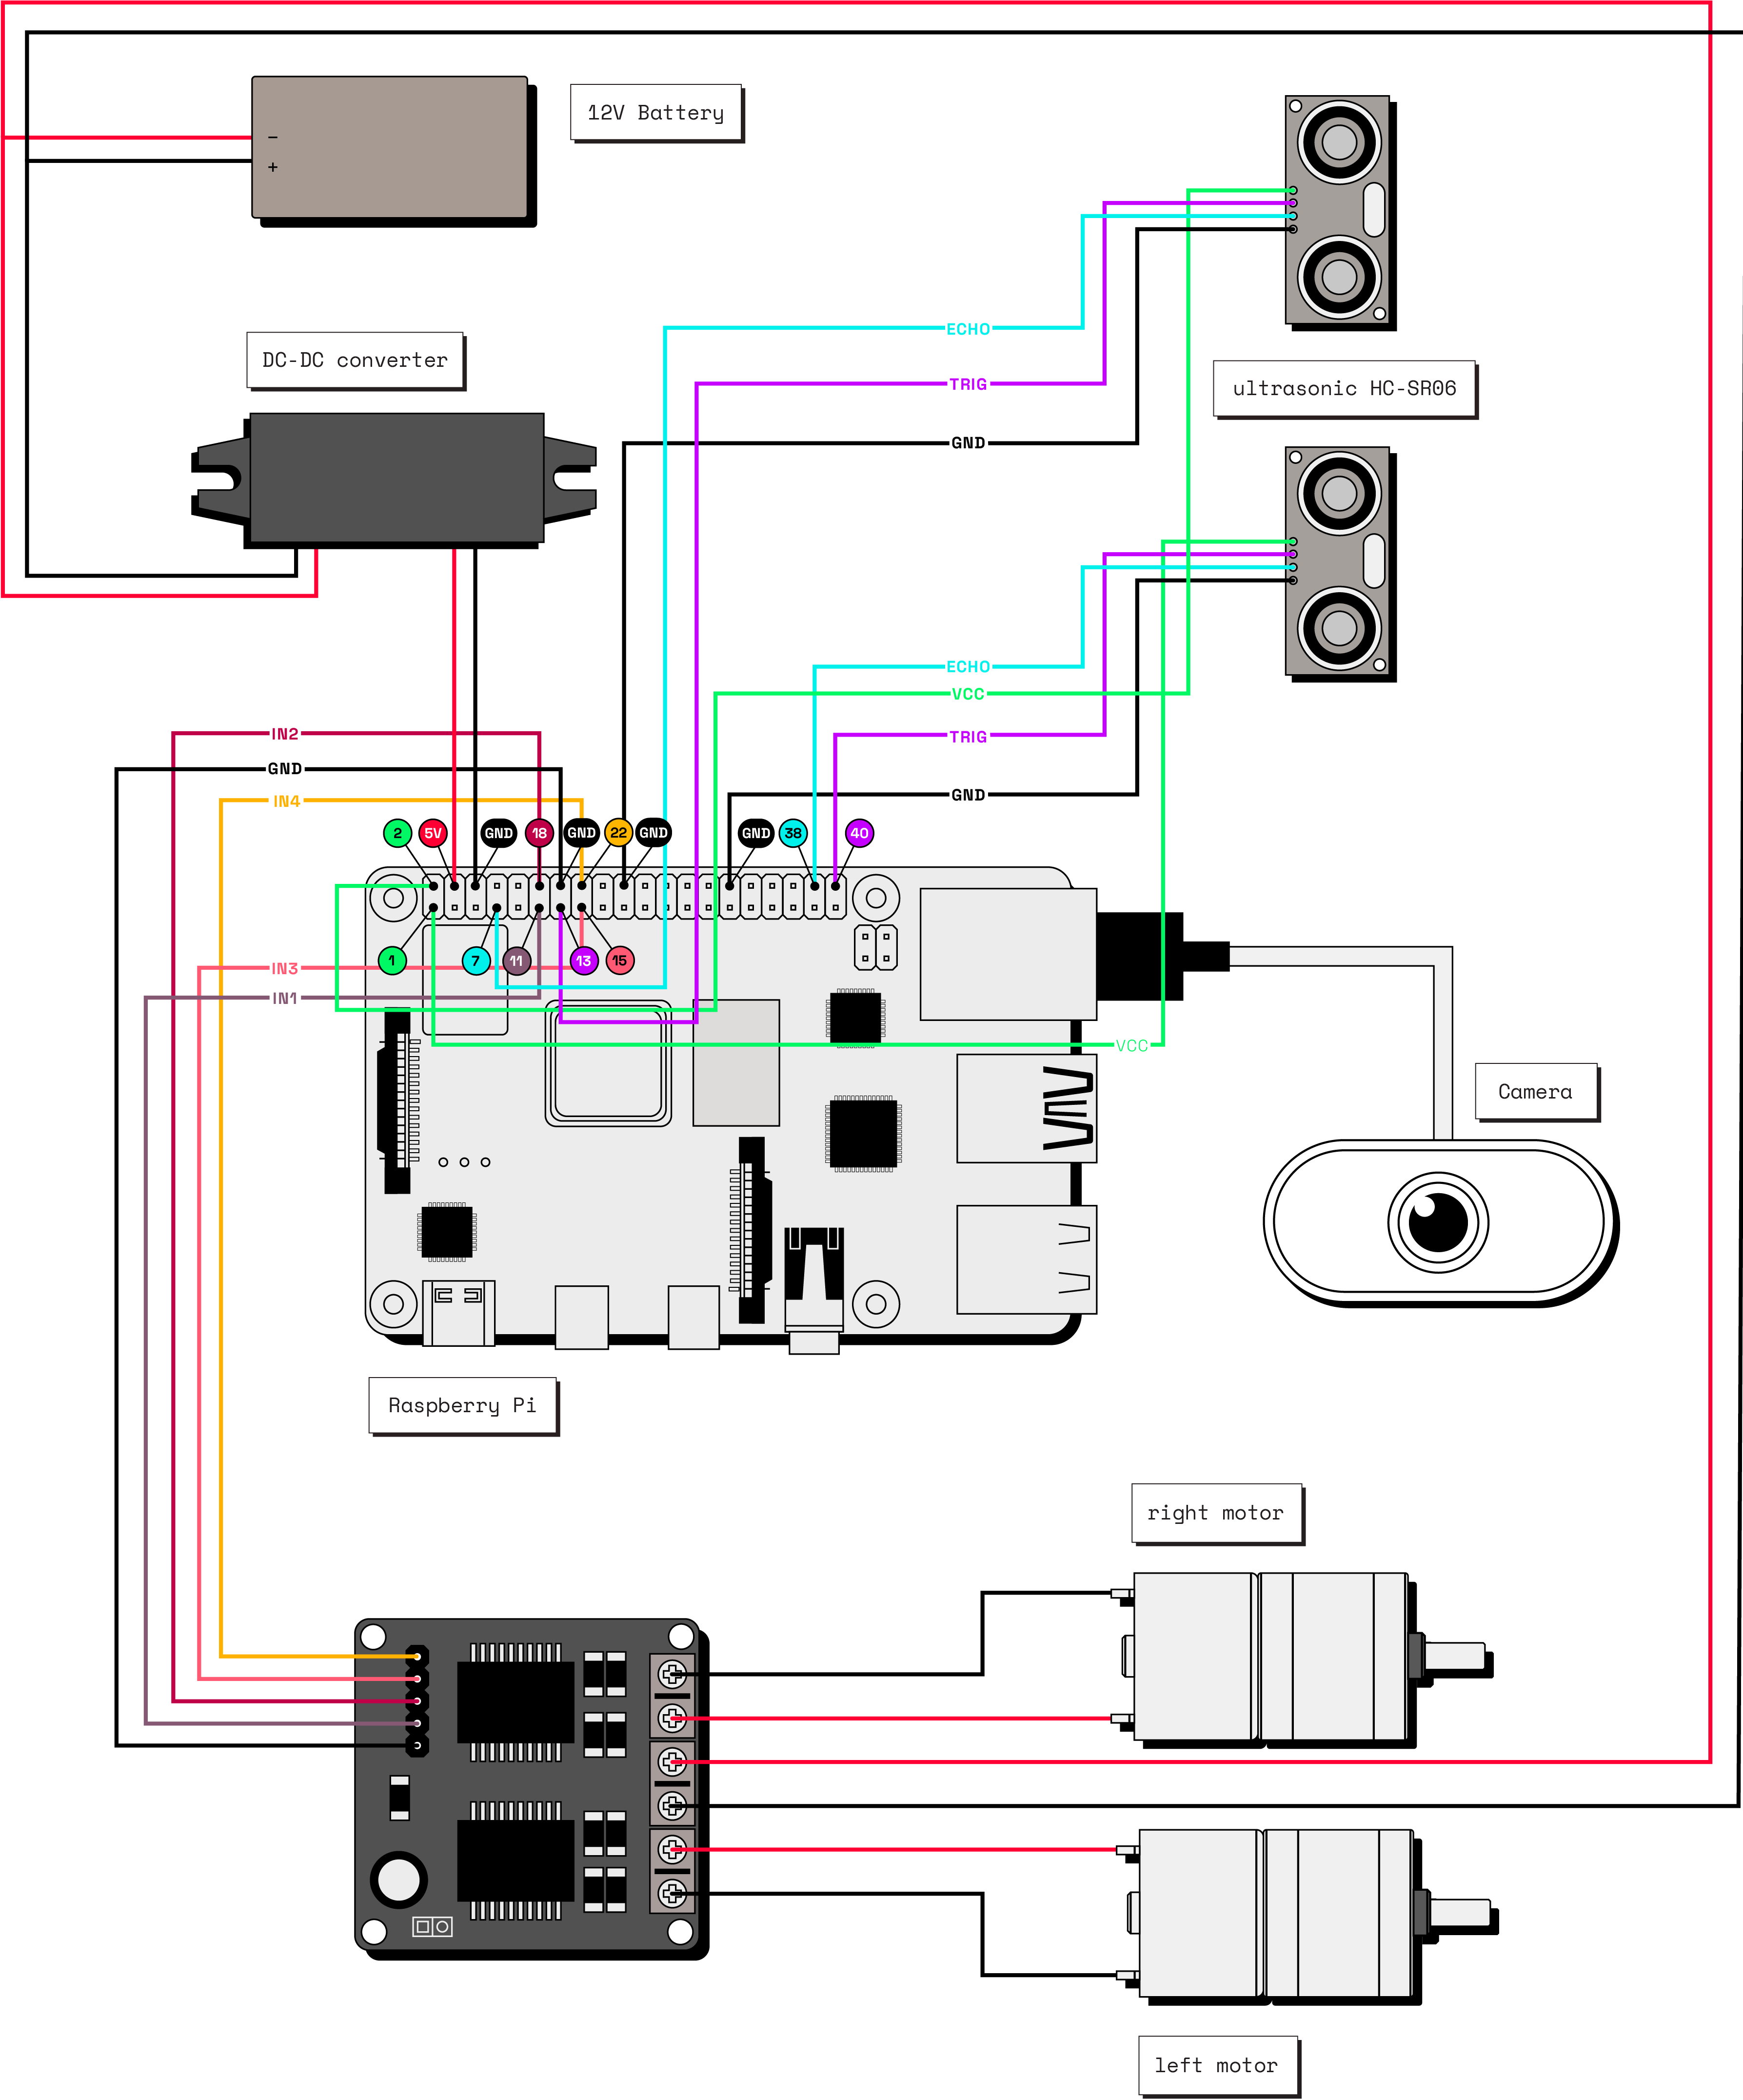 12V Battery
−
+
DC-DC converter
ECHO
TRIG
ultrasonic HC-SR06
GND
ECHO
VCC
IN2
TRIG
GND
GND
IN4
2 5V GND 18 GND 22 GND GND 38 40
1 7 11 13 15
IN3
IN1
VCC
Camera
Raspberry Pi
right motor
left motor